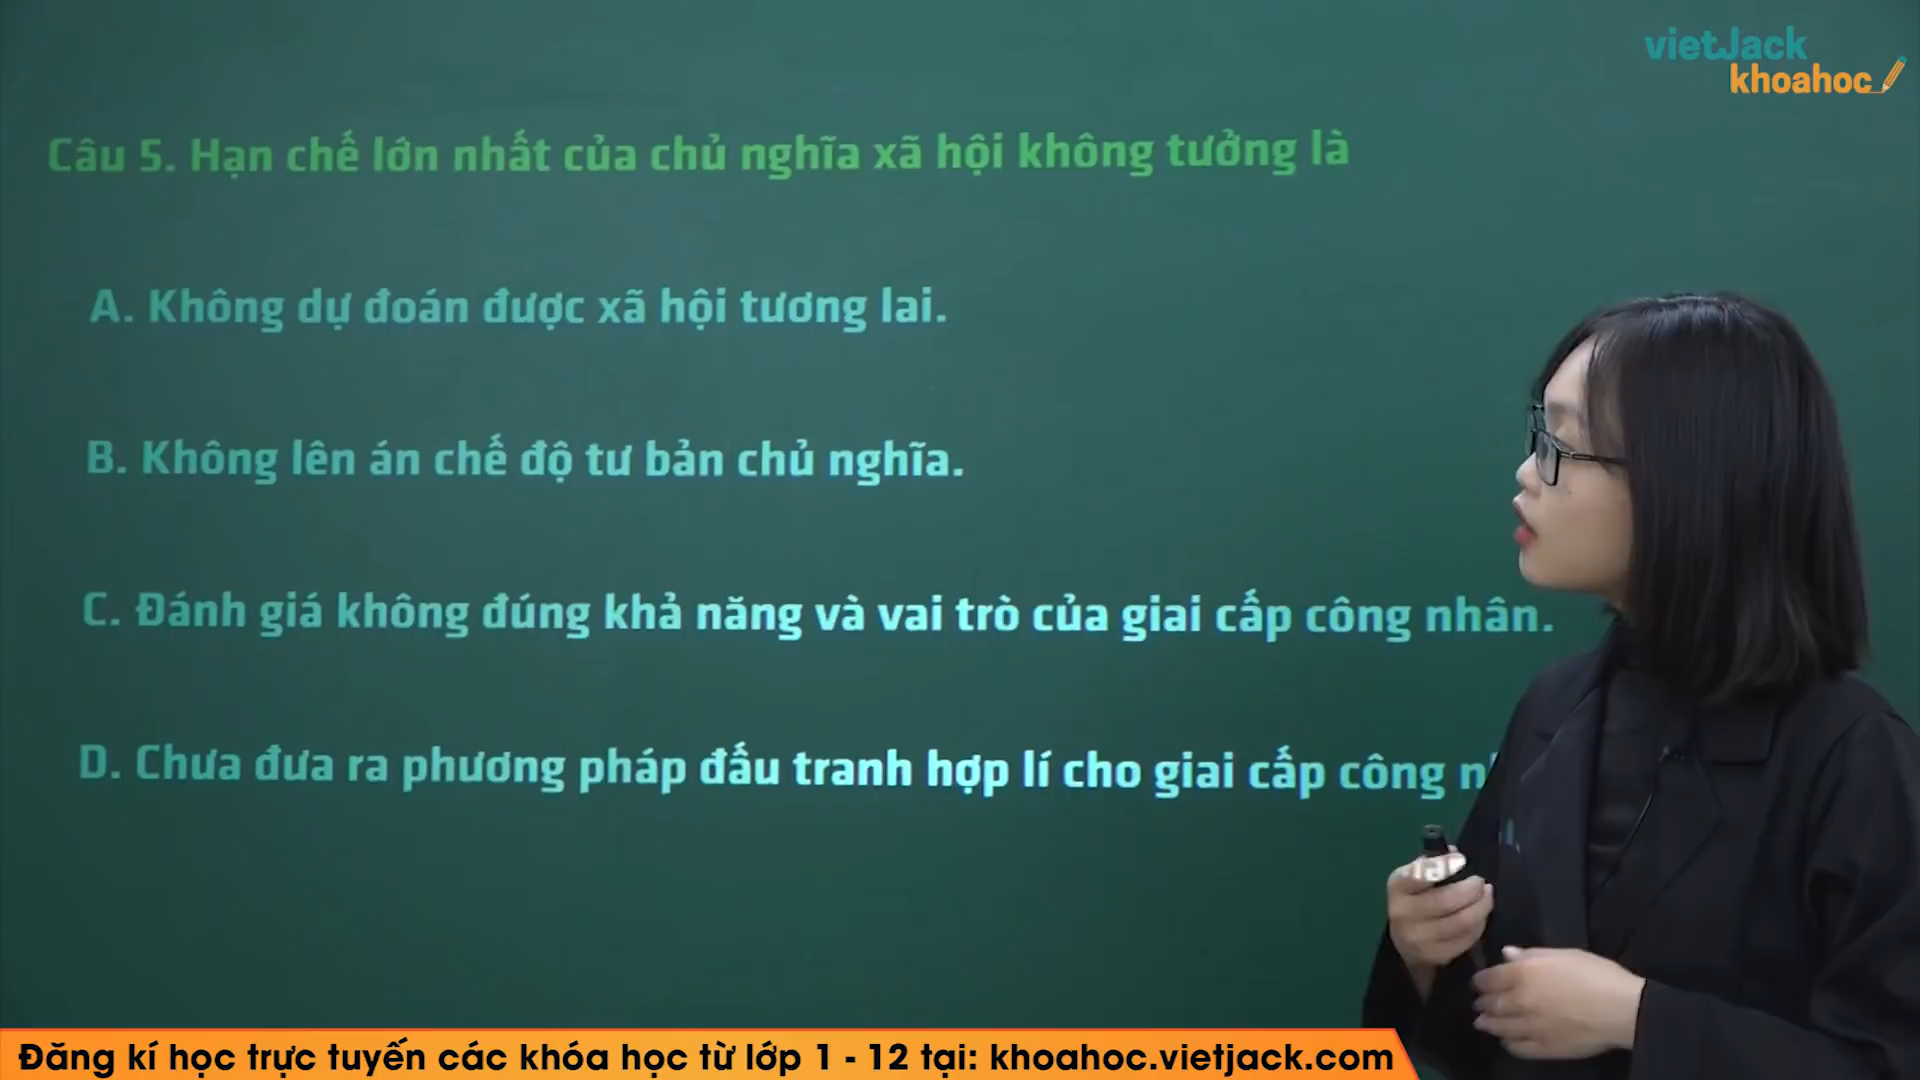 vietJack
khoahoc
Câu 5. Hạn chế lớn nhất của chủ nghĩa xã hội không tưởng là
A. Không dự đoán được xã hội tương lai.
B. Không lên án chế độ tư bản chủ nghĩa.
C. Đánh giá không đúng khả năng và vai trò của giai cấp công nhân.
D. Chưa đưa ra phương pháp đấu tranh hợp lí cho giai cấp công
Đăng kí học trực tuyến các khóa học từ lớp 1 - 12 tại: khoahoc.vietjack.com